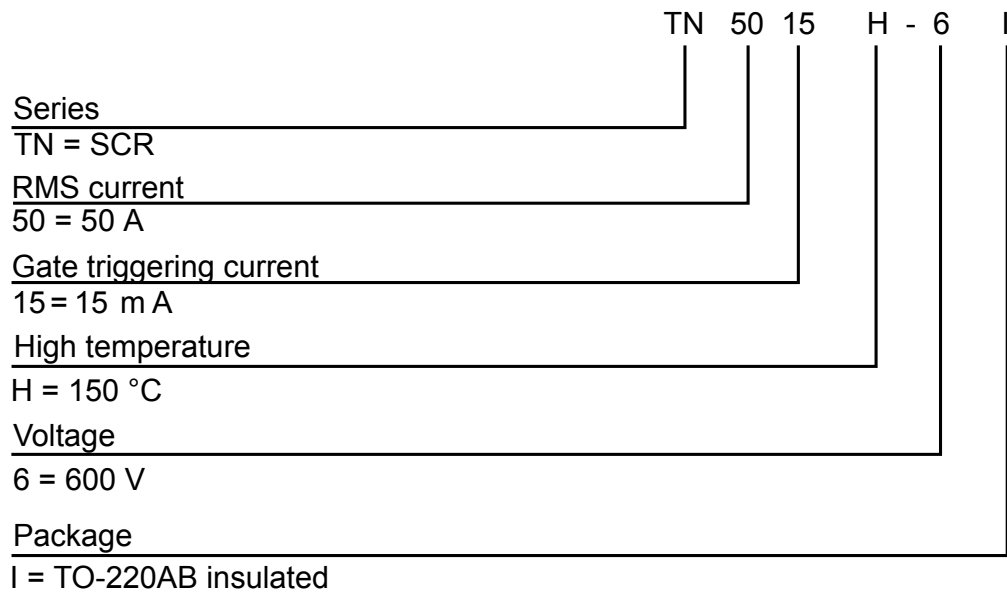 TN 50 15 H - 6 I
Series
TN = SCR
RMS current
50 = 50 A
Gate triggering current
15 = 15 m A
High temperature
H = 150 °C
Voltage
6 = 600 V
Package
I = TO-220AB insulated